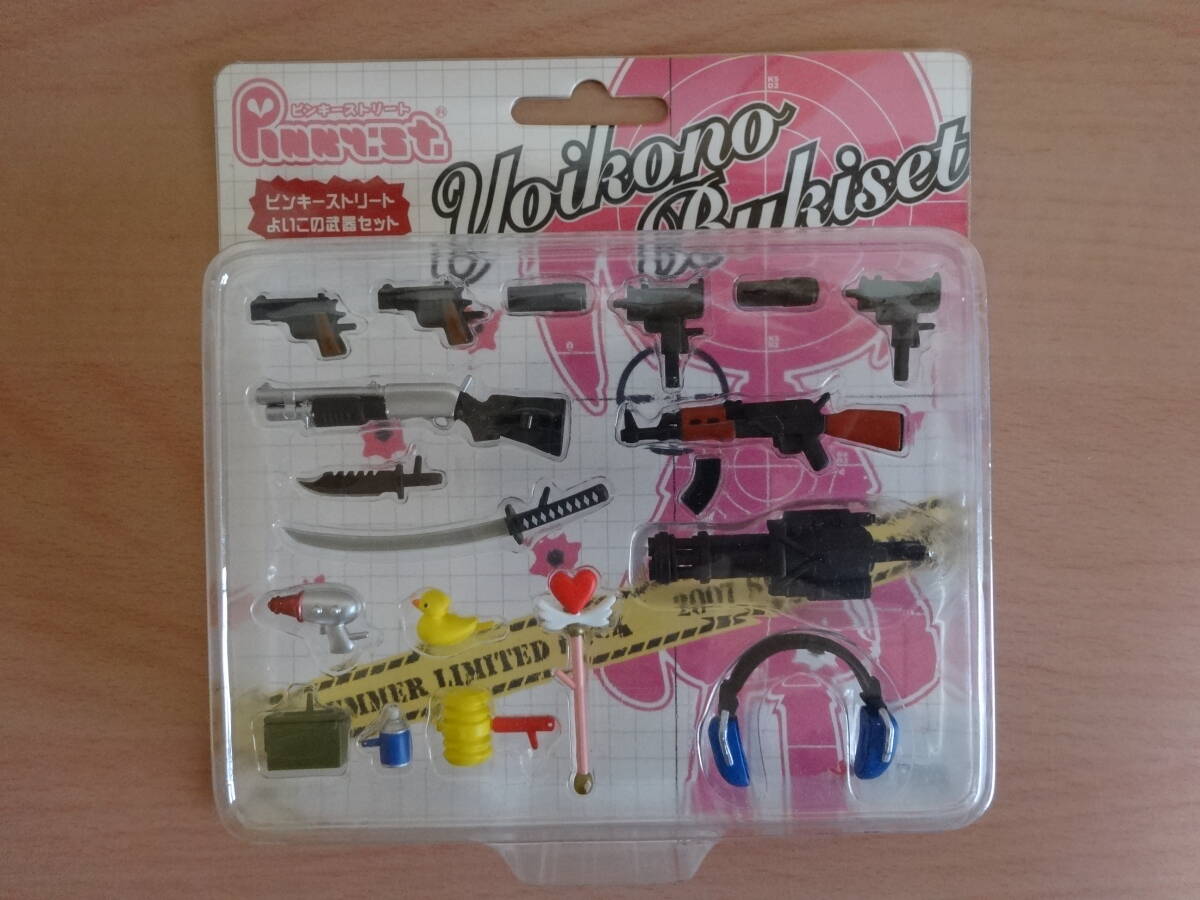 ピンキーストリート
Pinky:st.
®
ピンキーストリート
よいこの武器セット
Yoikono
Bukiset
SUMMER LIMITED
2007